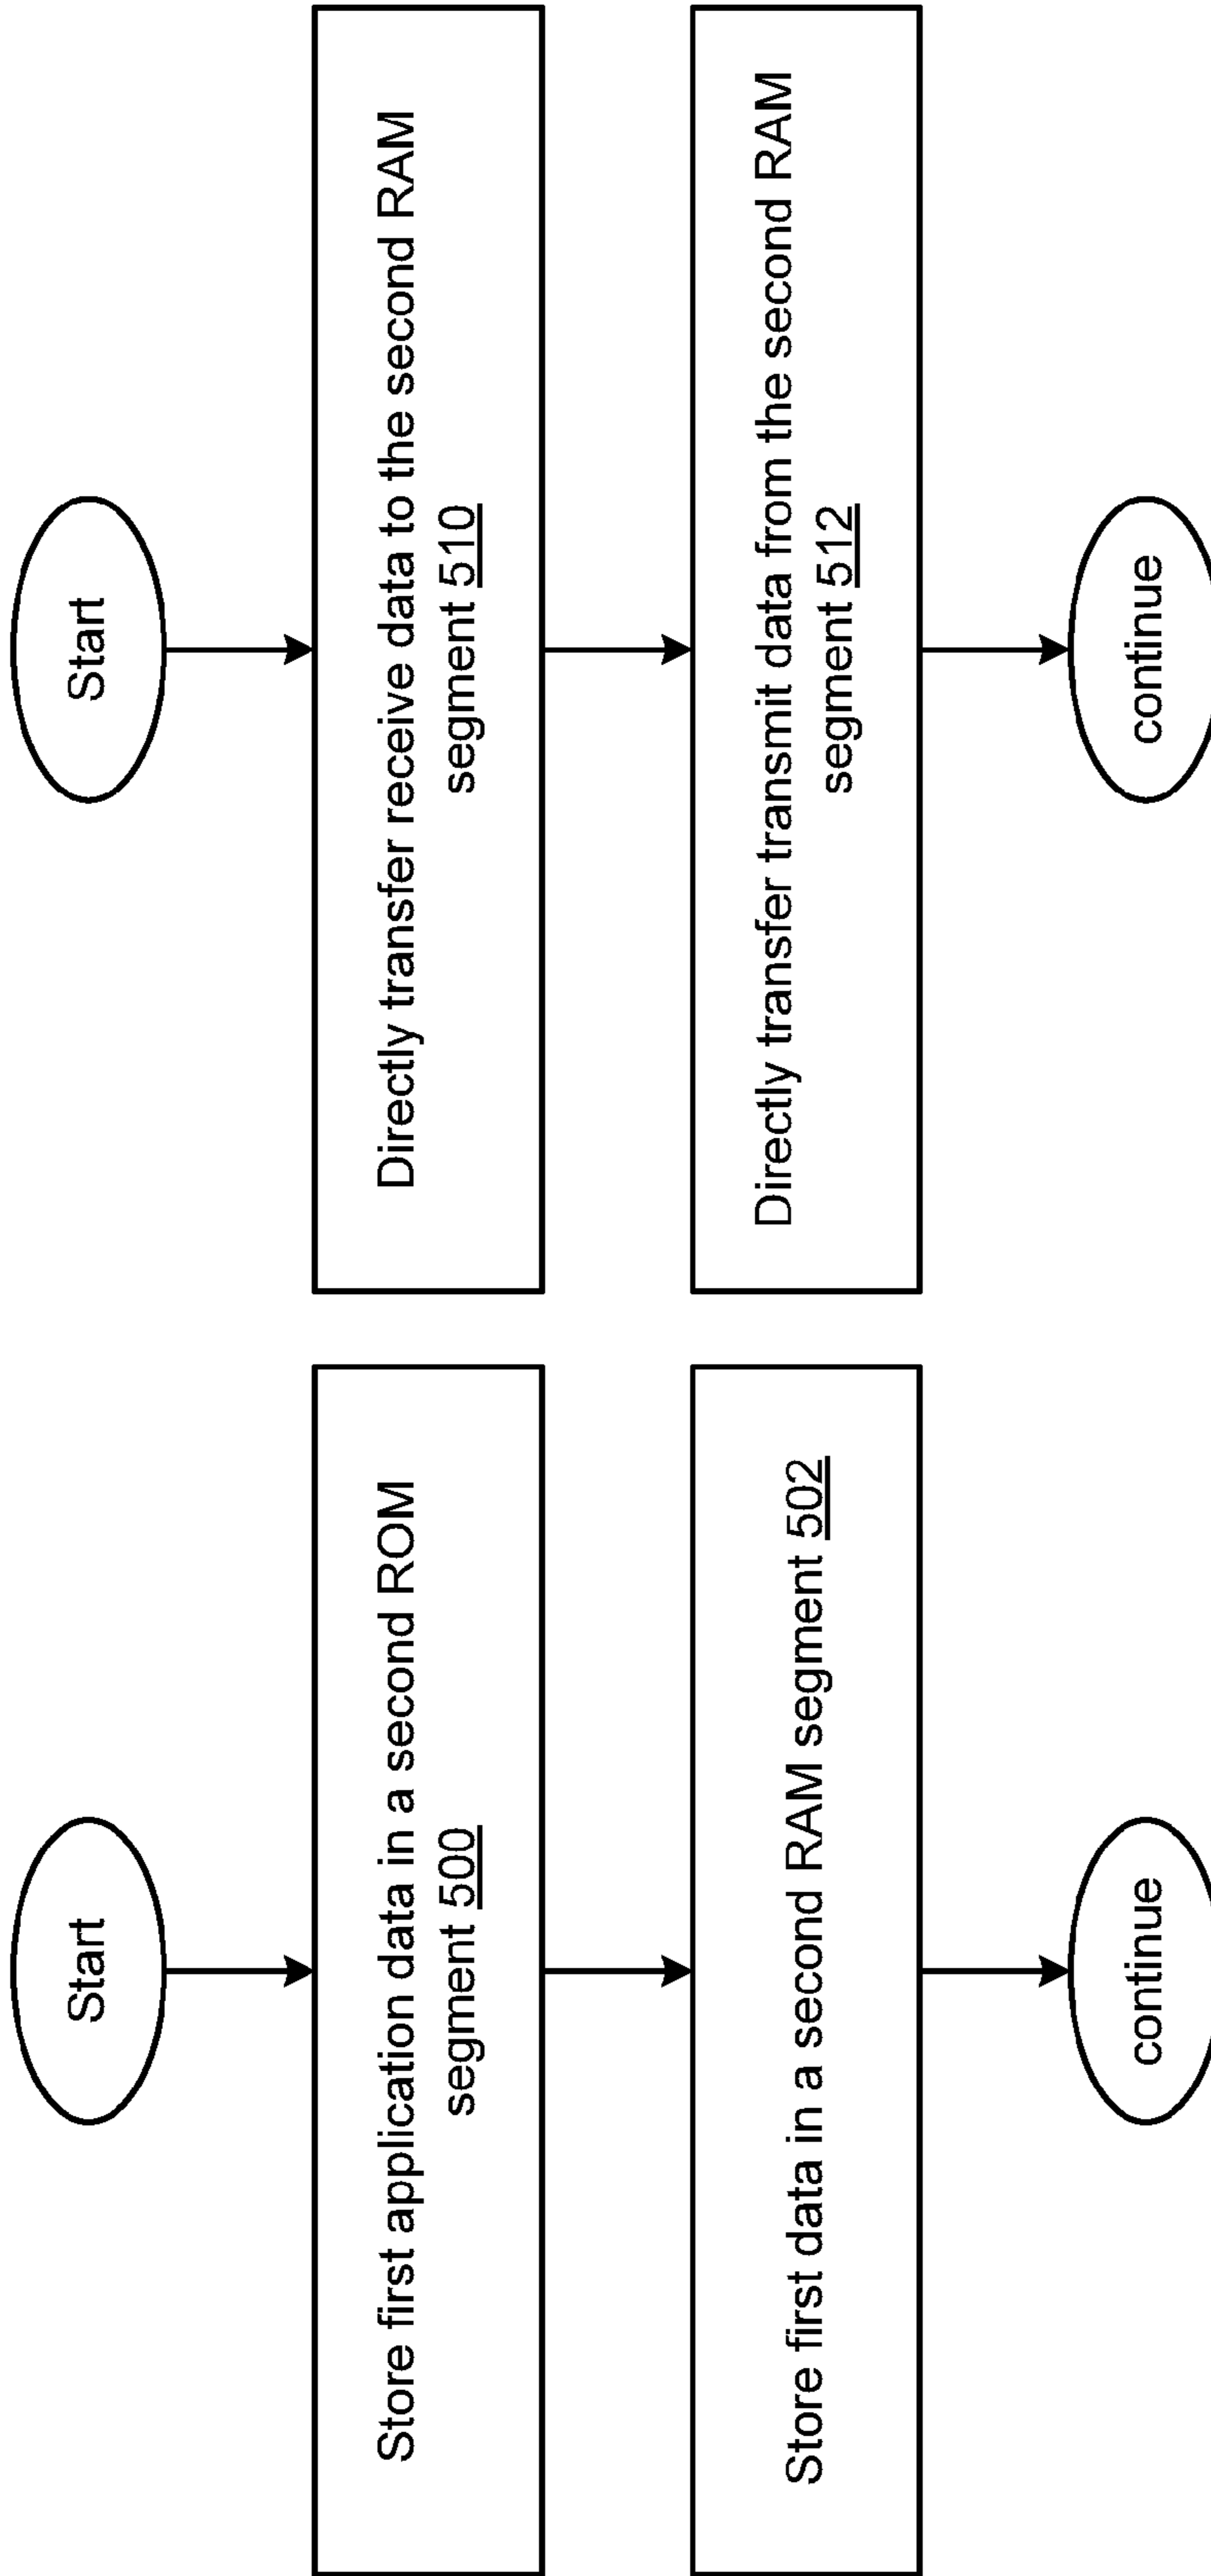 Start
Store first application data in a second ROM
segment 500
Store first data in a second RAM segment 502
continue
Start
Directly transfer receive data to the second RAM
segment 510
Directly transfer transmit data from the second RAM
segment 512
continue